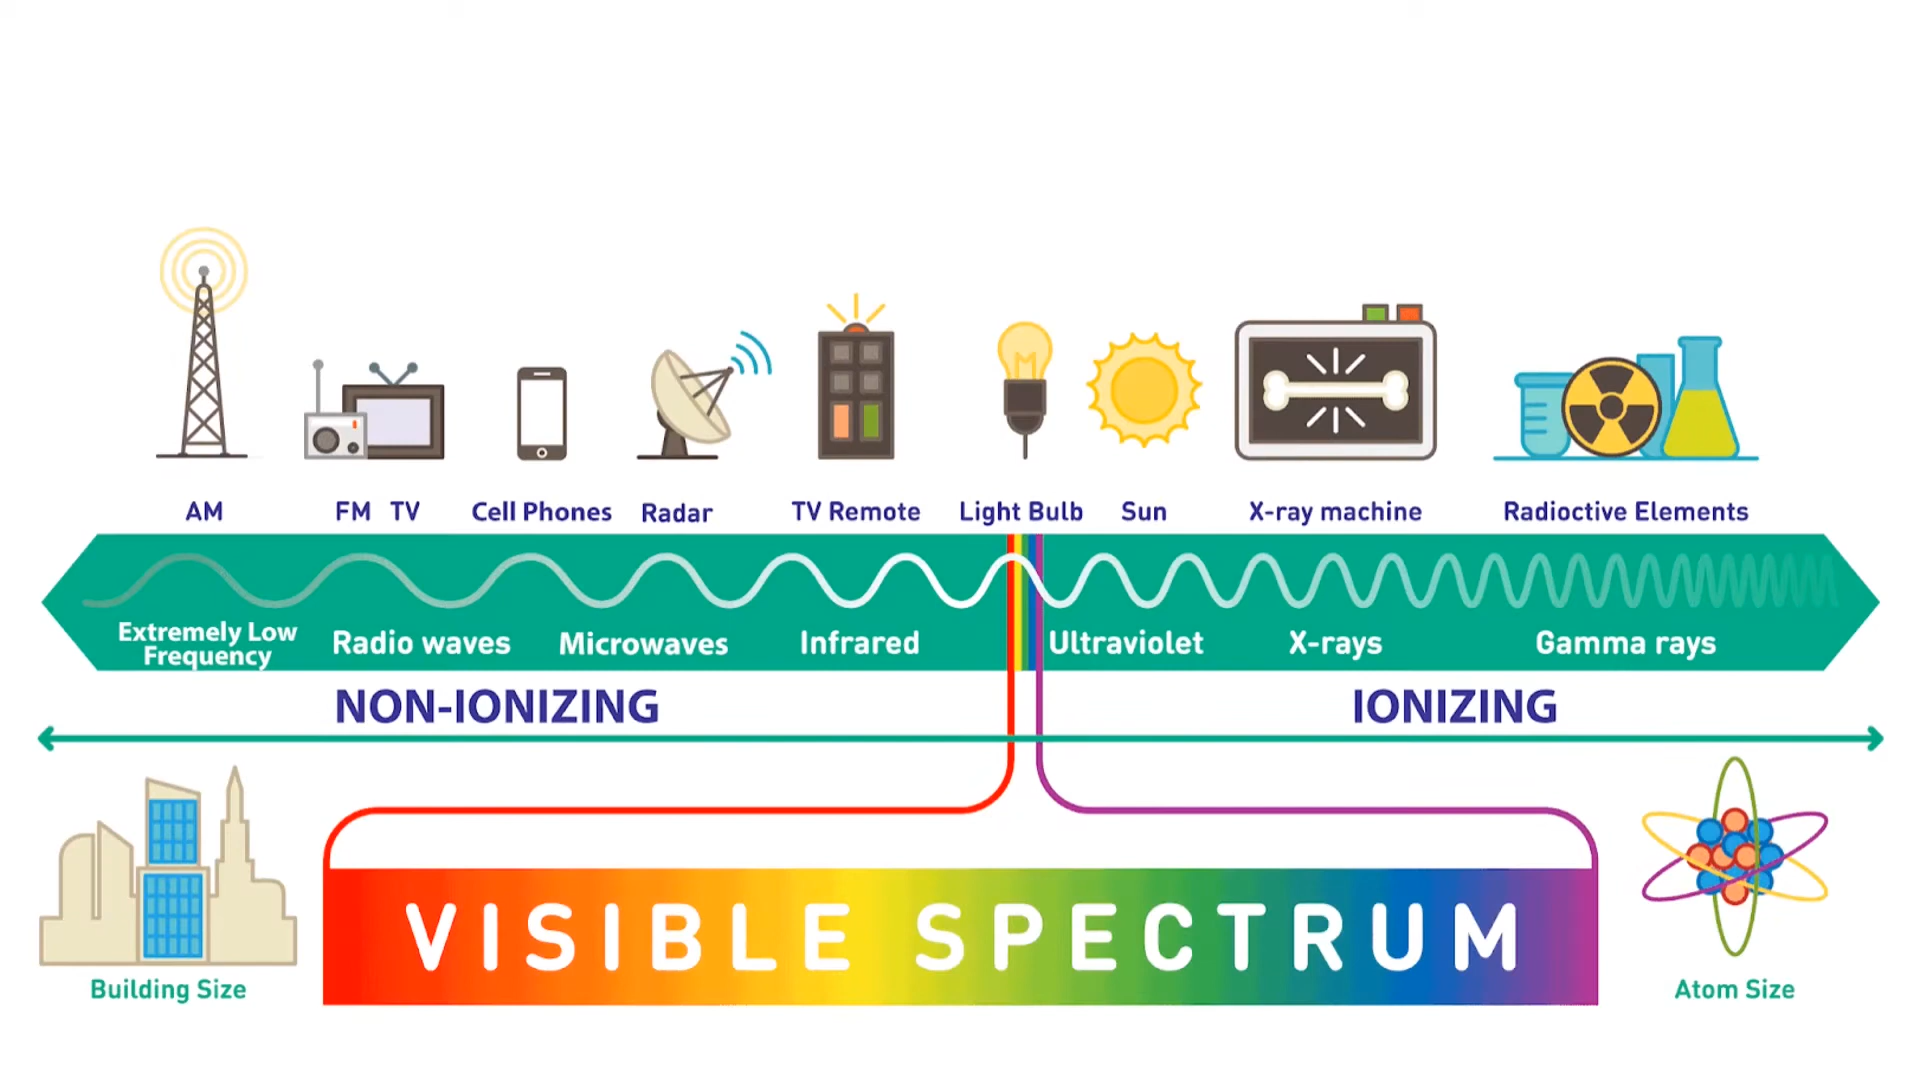 AM
FM TV
Cell Phones
Radar
TV Remote
Light Bulb
Sun
X-ray machine
Radioctive Elements
Extremely Low
Frequency
Radio waves
Microwaves
Infrared
Ultraviolet
X-rays
Gamma rays
NON-IONIZING
IONIZING
VISIBLE SPECTRUM
Building Size
Atom Size